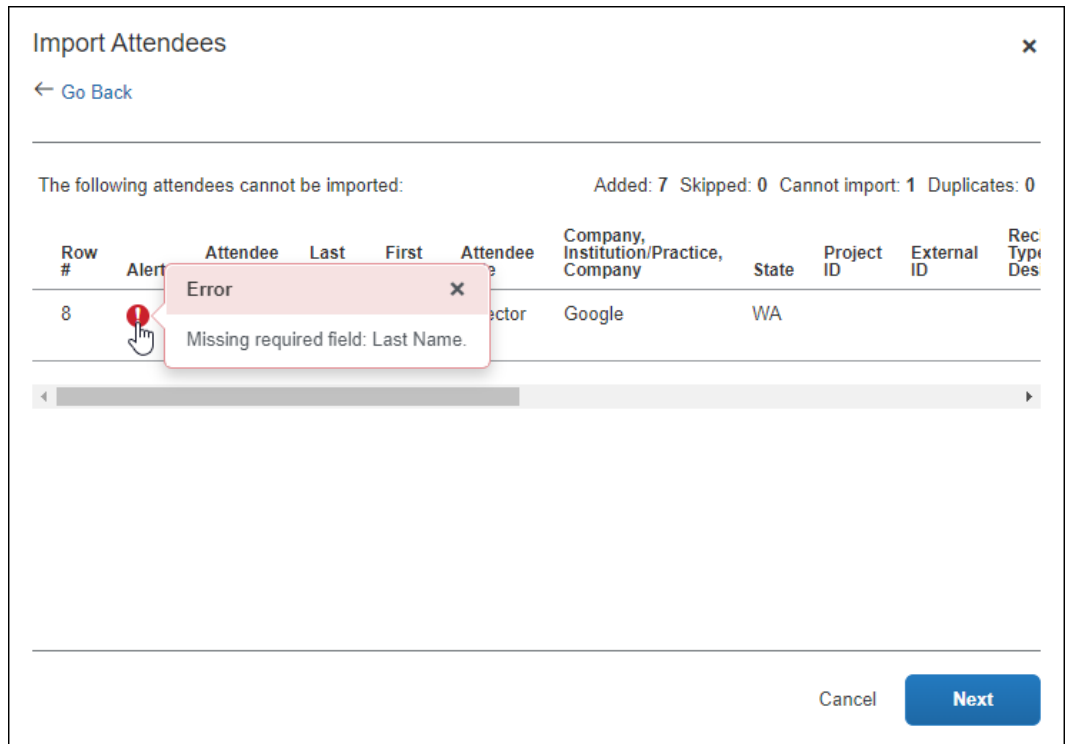 Import Attendees
×
← Go Back
The following attendees cannot be imported:
Added: 7 Skipped: 0 Cannot import: 1 Duplicates: 0
Row #
Alert
Attendee
Last
First
Attendee
Company, Institution/Practice, Company
State
Project ID
External ID
8
Error ×
Missing required field: Last Name.
Google
WA
Cancel
Next